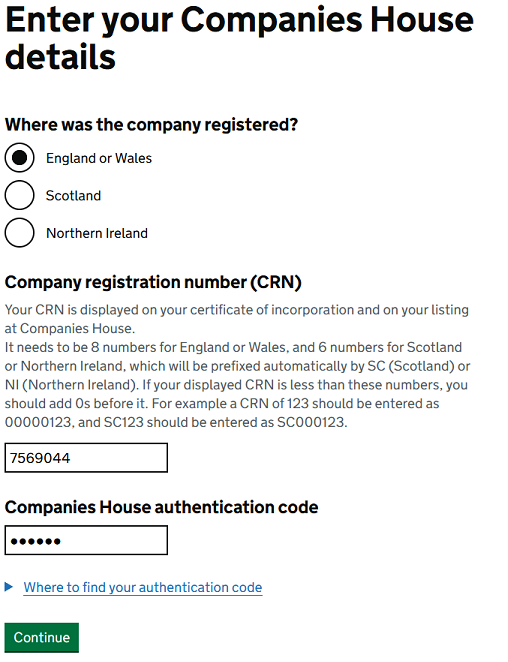 Enter your Companies House
details
Where was the company registered?
England or Wales
Scotland
Northern Ireland
Company registration number (CRN)
Your CRN is displayed on your certificate of incorporation and on your listing
at Companies House.
It needs to be 8 numbers for England or Wales, and 6 numbers for Scotland
or Northern Ireland, which will be prefixed automatically by SC (Scotland) or
NI (Northern Ireland). If your displayed CRN is less than these numbers, you
should add 0s before it. For example a CRN of 123 should be entered as
00000123, and SC123 should be entered as SC000123.
7569044
Companies House authentication code
••••••
Where to find your authentication code
Continue